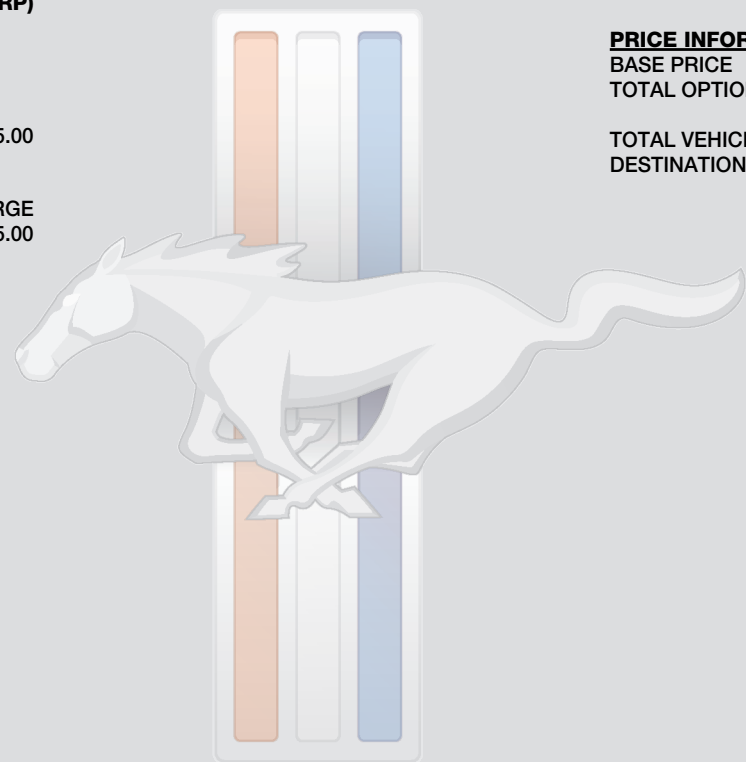 RP)
5.00
RGE
5.00
PRICE INFOR
BASE PRICE
TOTAL OPTIO
TOTAL VEHICL
DESTINATION